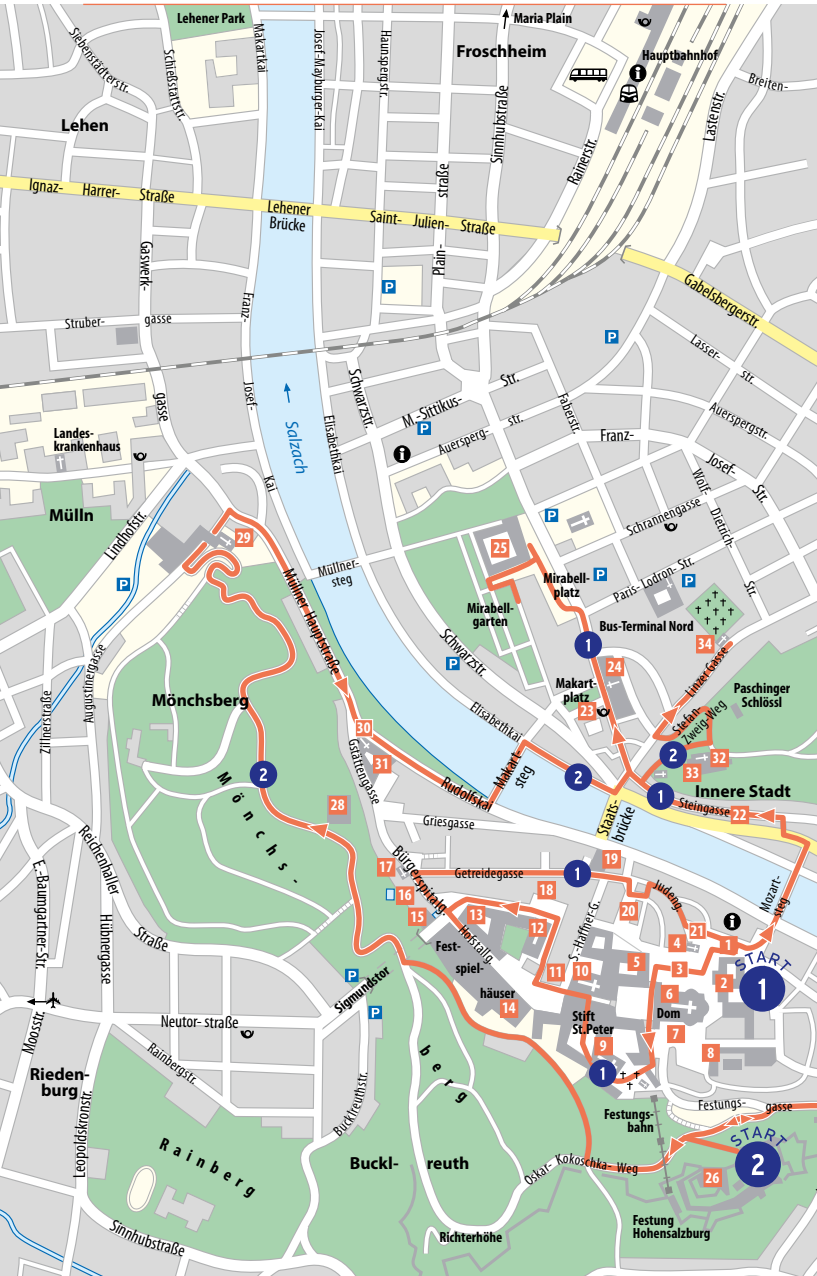 Lehener Park
Maria Plain
Siebenstädterstr.
Schießstattstr.
Makartkai
Josef-Mayburger-Kai
Haunspergstr.
Froschheim
Hauptbahnhof
Breiten-
Lehen
Sinnhubstraße
Rainerstr.
Lastenstr.
Ignaz- Harrer- Straße
Lehener
Brücke
Saint- Julien- Straße
Plain-
straße
Gaswerk-
gasse
Franz-
Josef-
Kai
Gabelsbergerstr.
Struber- gasse
Lasser-
str.
Schwarzstr.
M.-Sittikus-
Str.
Faberstr.
Auerspergstr.
Landes-
krankenhaus
Salzach
Elisabethkai
Auersperg-
str.
Franz-
Josef-
Str.
Mülln
Lindhofstr.
Schrannengasse
Wolf-
Dietrich-
Str.
29
25
Müllner-
steg
Mirabell-
platz
Paris-Lodron-Str.
Mirabell-
garten
Müllner Hauptstraße
Bus-Terminal Nord
34
Augustinergasse
Zillnerstraße
Schwarzstr.
1
24
Linzer Gasse
Mönchsberg
Makart-
platz
23
Paschinger
Schlössl
Elisabethkai
Stefan-
Zweig-Weg
30
31
Gstättengasse
2
Makart-
steg
2
2
32
33
Innere Stadt
Rudolfskai
1
Steingasse
22
Mönchs-
28
Griesgasse
Staats-
brücke
Reichenhaller
Straße
E.-Baumgartner-Str.
Hübnergasse
17
Bürgerspitalg.
Getreidegasse
1
19
Judeng.
Mozart-
steg
16
15
18
20
13
12
Hofstallg.
S.-Haffner-G.
21
4
1
Fest-
spiel-
häuser
5
3
START
1
11
10
6
2
14
Stift
St.Peter
Dom
7
Sigmundstor
Neutor- straße
Moosstr.
9
8
1
Rainbergstr.
berg
Rieden-
burg
Leopoldskronstr.
Buckreuthstr.
Festungs-
bahn
Festungs- gasse
START
2
Rainberg
Buckl- reuth
Oskar- Kokoschka- Weg
26
Sinnhubstraße
Richterhöhe
Festung
Hohensalzburg
P
P
P
P
P
P
P
P
P
P